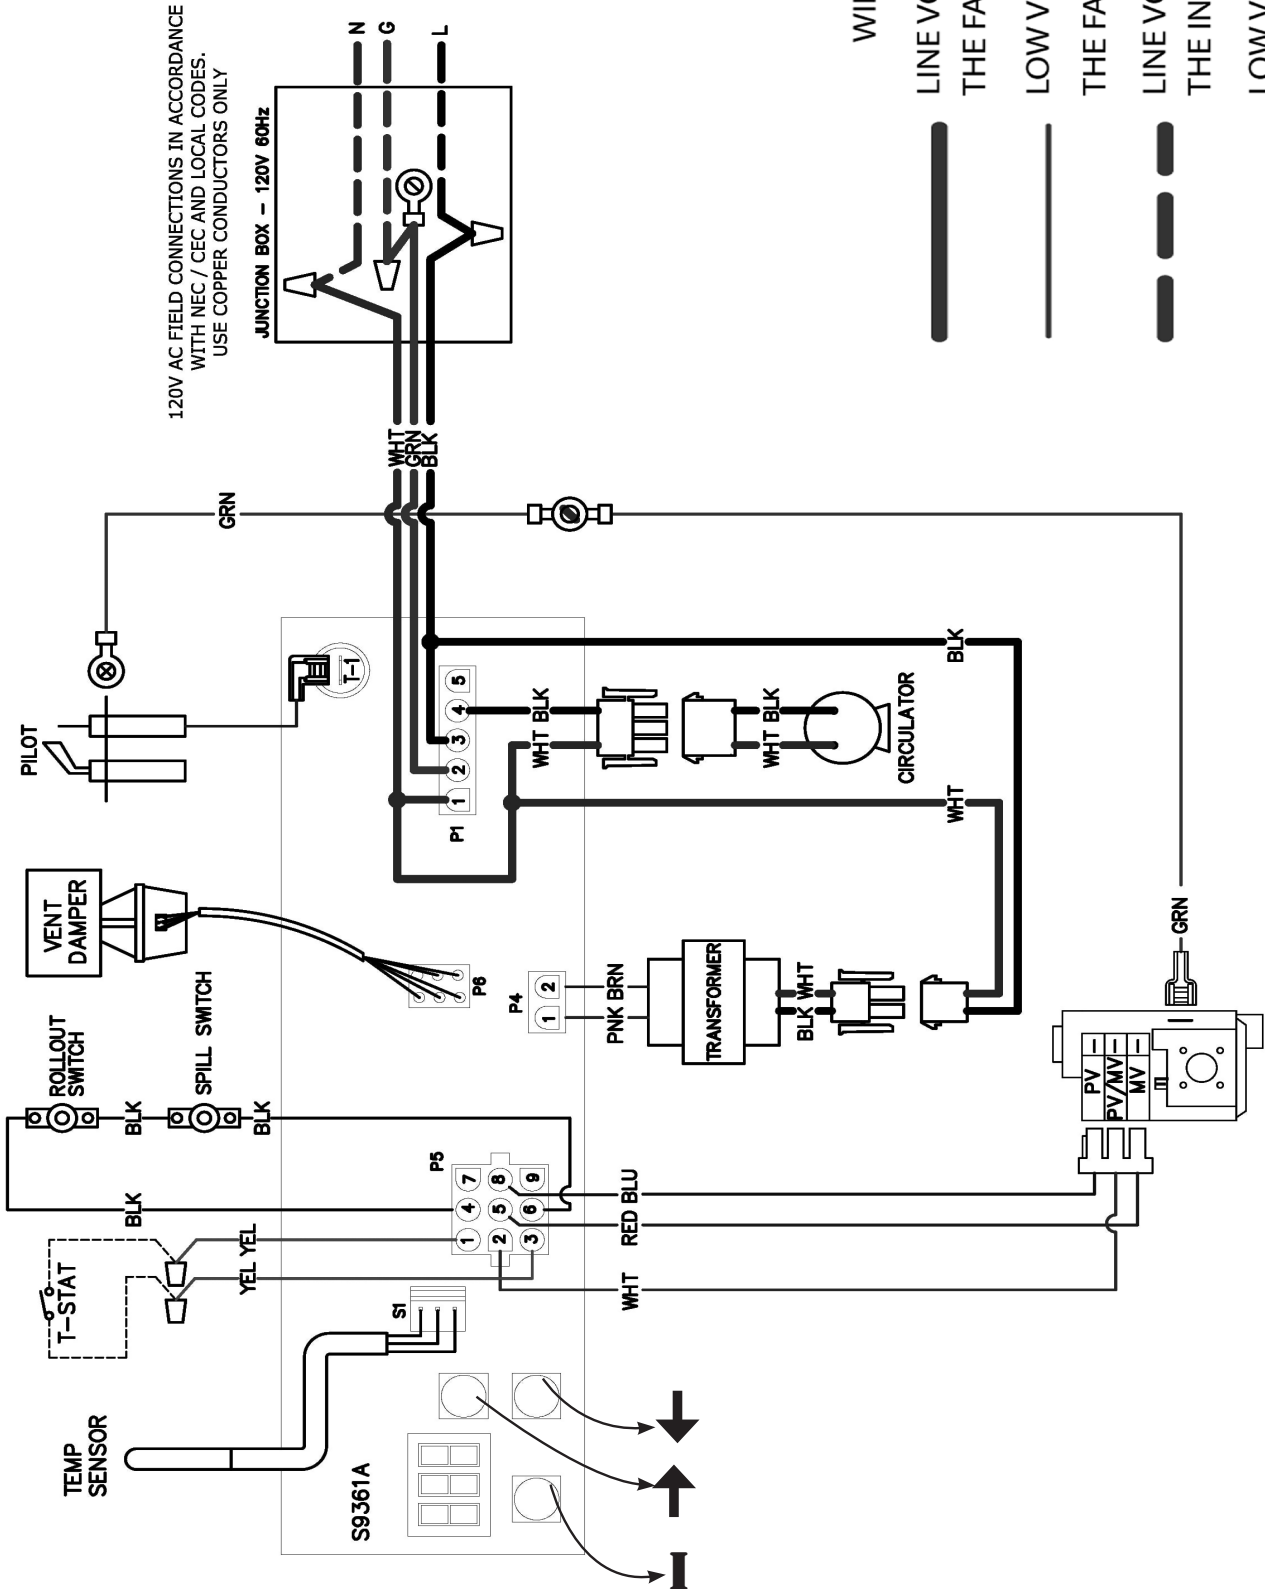 120V AC FIELD CONNECTIONS IN ACCORDANCE
WITH NEC / CEC AND LOCAL CODES.
USE COPPER CONDUCTORS ONLY
JUNCTION BOX – 120V 60Hz
N
G
L
WHT
GRN
BLK
GRN
PILOT
T-1
VENT
DAMPER
ROLLOUT
SWITCH
SPILL SWITCH
BLK
BLK
BLK
T-STAT
YEL
YEL
TEMP
SENSOR
S9361A
S1
P5
1
2
3
4
5
6
7
8
9
P6
P4
1
2
P1
1
2
3
4
5
PNK
BRN
TRANSFORMER
BLK
WHT
WHT
BLK
WHT
BLK
CIRCULATOR
BLK
WHT
WHT
RED
BLU
PV
PV/MV
MV
GRN
I
WIR
LINE VO
THE FA
LOW V
THE FA
LINE VO
THE IN
LOW V